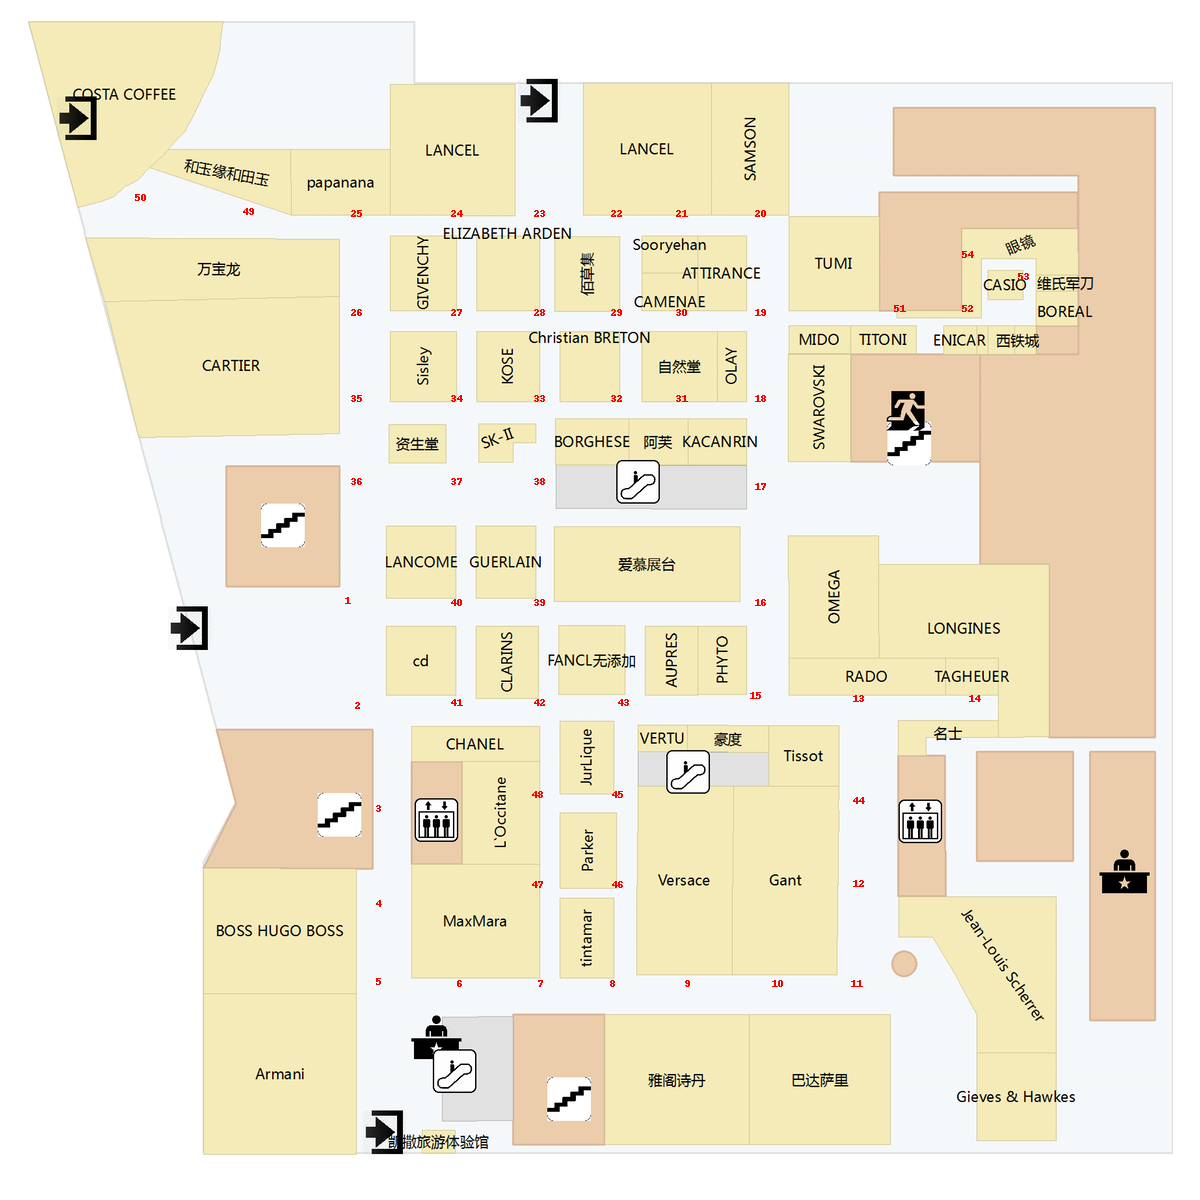 COSTA COFFEE
和玉缘和田玉
papanana
LANCEL
LANCEL
SAMSON
50
49
25
24
23
22
21
20
万宝龙
GIVENCHY
ELIZABETH ARDEN
佰草集
Sooryehan
ATTIRANCE
CAMENAE
TUMI
眼镜
54
53
CASIO
维氏军刀
BOREAL
26
27
28
29
30
19
51
52
CARTIER
Sisley
KOSE
Christian BRETON
自然堂
OLAY
MIDO
TITONI
ENICAR
西铁城
SWAROVSKI
35
34
33
32
31
18
资生堂
SK-II
BORGHESE
阿芙
KACANRIN
36
37
38
17
LANCOME
GUERLAIN
爱慕展台
OMEGA
LONGINES
1
40
39
16
cd
CLARINS
FANCL无添加
AUPRES
PHYTO
RADO
TAGHEUER
2
41
42
43
15
13
14
CHANEL
JurLique
VERTU
豪度
Tissot
名士
L`Occitane
3
48
45
44
Parker
Versace
Gant
47
46
12
4
BOSS HUGO BOSS
MaxMara
tintamar
Jean-Louis Scherrer
5
6
7
8
9
10
11
Armani
雅阁诗丹
巴达萨里
Gieves & Hawkes
凯撒旅游体验馆